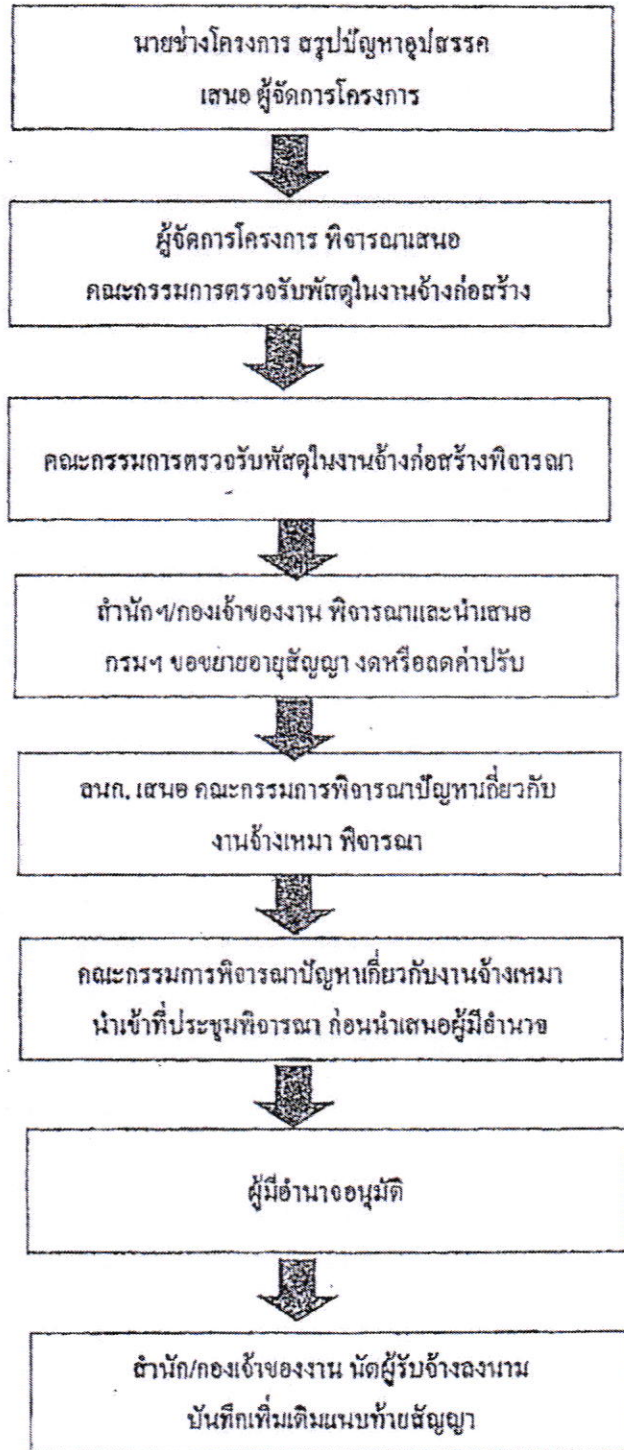 นายช่างโครงการ สรุปปัญหาอุปสรรค
เสนอ ผู้จัดการโครงการ
ผู้จัดการโครงการ พิจารณาเสนอ
คณะกรรมการตรวจรับพัสดุในงานจ้างก่อสร้าง
คณะกรรมการตรวจรับพัสดุในงานจ้างก่อสร้างพิจารณา
สำนักฯ/กองเจ้าของงาน พิจารณาและนำเสนอ
กรมฯ ขอขยายอายุสัญญา งดหรือลดค่าปรับ
ลนก. เสนอ คณะกรรมการพิจารณาปัญหาเกี่ยวกับ
งานจ้างเหมา พิจารณา
คณะกรรมการพิจารณาปัญหาเกี่ยวกับงานจ้างเหมา
นำเข้าที่ประชุมพิจารณา ก่อนนำเสนอผู้มีอำนาจ
ผู้มีอำนาจอนุมัติ
สำนัก/กองเจ้าของงาน นัดผู้รับจ้างลงนาม
บันทึกเพิ่มเติมแนบท้ายสัญญา